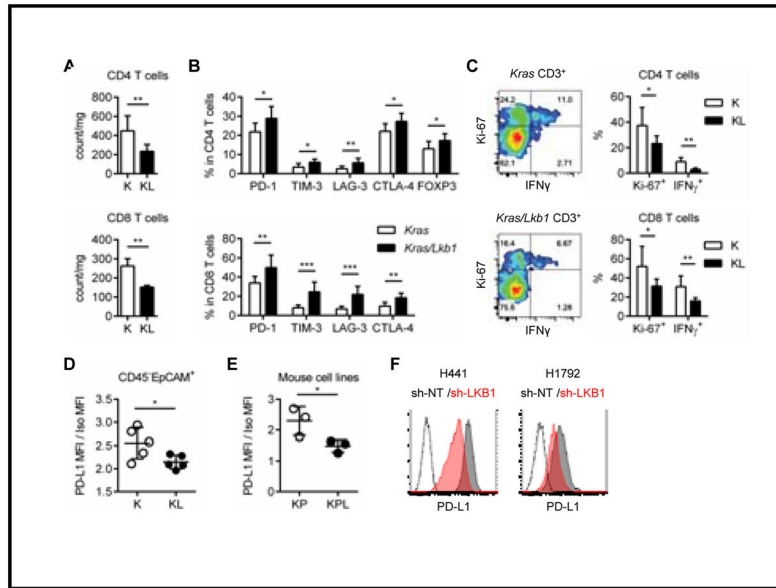 A
CD4 T cells
count/mg
800
600
400
200
0
**
K KL
CD8 T cells
count/mg
400
300
200
100
0
**
K KL
B
% in CD4 T cells
40
30
20
10
0
* * ** * *
PD-1 TIM-3 LAG-3 CTLA-4 FOXP3
% in CD8 T cells
80
60
40
20
0
** *** *** **
Kras
Kras/Lkb1
PD-1 TIM-3 LAG-3 CTLA-4
C
Kras CD3⁺
Ki-67
24.2 11.0
62.1 2.71
IFNγ
CD4 T cells
%
60
40
20
0
* **
K
KL
Ki-67⁺ IFNγ⁺
Kras/Lkb1 CD3⁺
Ki-67
16.4 6.67
75.6 1.28
IFNγ
CD8 T cells
%
80
60
40
20
0
* **
K
KL
Ki-67⁺ IFNγ⁺
D
CD45⁻EpCAM⁺
PD-L1 MFI / Iso MFI
3.5
3.0
2.5
2.0
1.5
*
K KL
E
Mouse cell lines
PD-L1 MFI / Iso MFI
3
2
1
0
*
KP KPL
F
H441
sh-NT /sh-LKB1
PD-L1
H1792
sh-NT /sh-LKB1
PD-L1